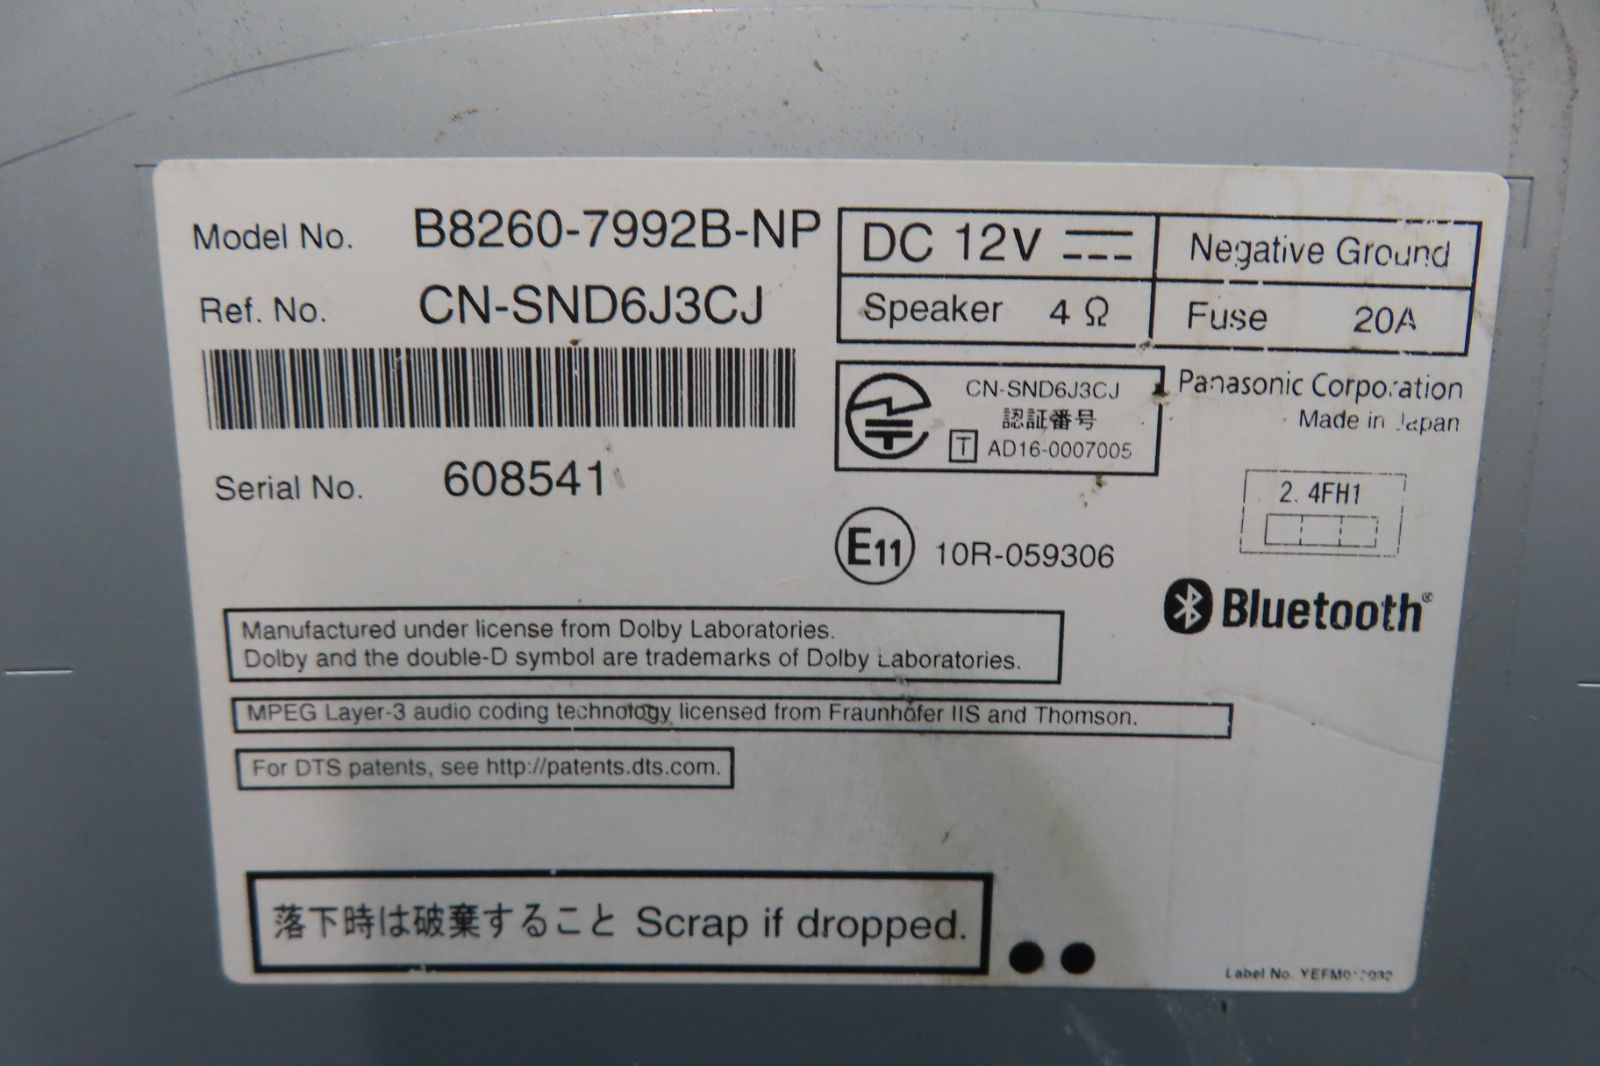 Model No. B8260-7992B-NP
Ref. No. CN-SND6J3CJ
Serial No. 608541
DC 12V
Negative Ground
Speaker 4 Ω
Fuse 20A
CN-SND6J3CJ
認証番号
T AD16-0007005
Panasonic Corporation
Made in Japan
2.4FH1
E11 10R-059306
Bluetooth®
Manufactured under license from Dolby Laboratories.
Dolby and the double-D symbol are trademarks of Dolby Laboratories.
MPEG Layer-3 audio coding technology licensed from Fraunhofer IIS and Thomson.
For DTS patents, see http://patents.dts.com.
落下時は破棄すること Scrap if dropped.
Label No.